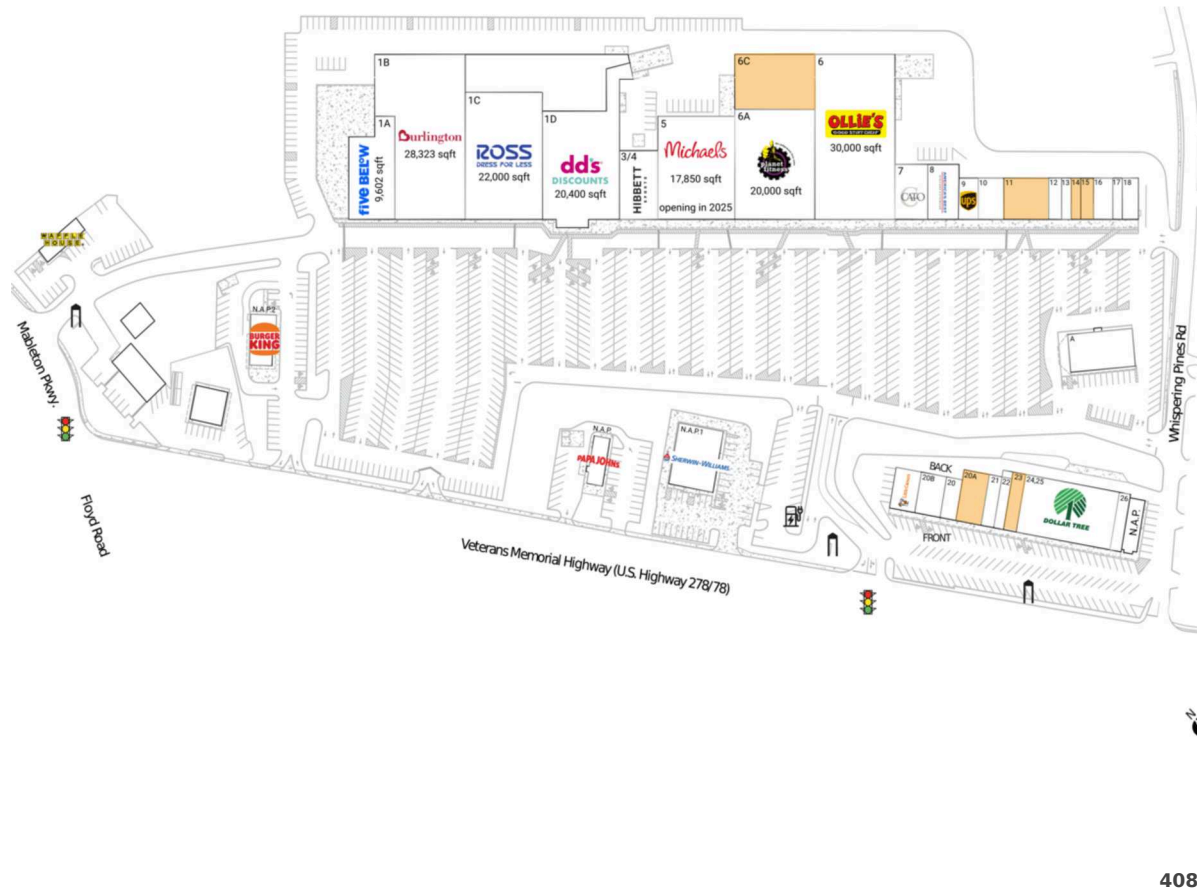 1B
6C
6
1C
1A
1D
5
6A
Burlington
28,323 sqft
five BEL°W
9,602 sqft
ROSS
DRESS FOR LESS
22,000 sqft
dd's
DISCOUNTS
20,400 sqft
3/4
HIBBETT
SPORTS
Michaels
17,850 sqft
opening in 2025
planet
fitness
20,000 sqft
OLLIE'S
30,000 sqft
7
CATO
8
9
ups
10
11
12
13
14
15
16
17
18
WAFFLE
HOUSE
N.A.P.2
BURGER
KING
A
Mableton Pkwy.
Whispering Pines Rd
N.A.P.
PAPA JOHNS
N.A.P.1
SHERWIN-WILLIAMS
BACK
20B
20
20A
21
22
23
24,25
26
DOLLAR TREE
N.A.P.
FRONT
Floyd Road
Veterans Memorial Highway (U.S. Highway 278/78)
N
408